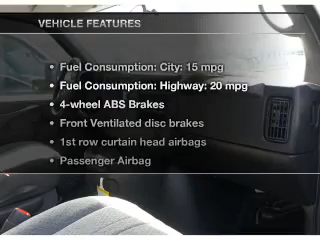 VEHICLE FEATURES
• Fuel Consumption: City: 15 mpg
• Fuel Consumption: Highway: 20 mpg
• 4-wheel ABS Brakes
• Front Ventilated disc brakes
• 1st row curtain head airbags
• Passenger Airbag